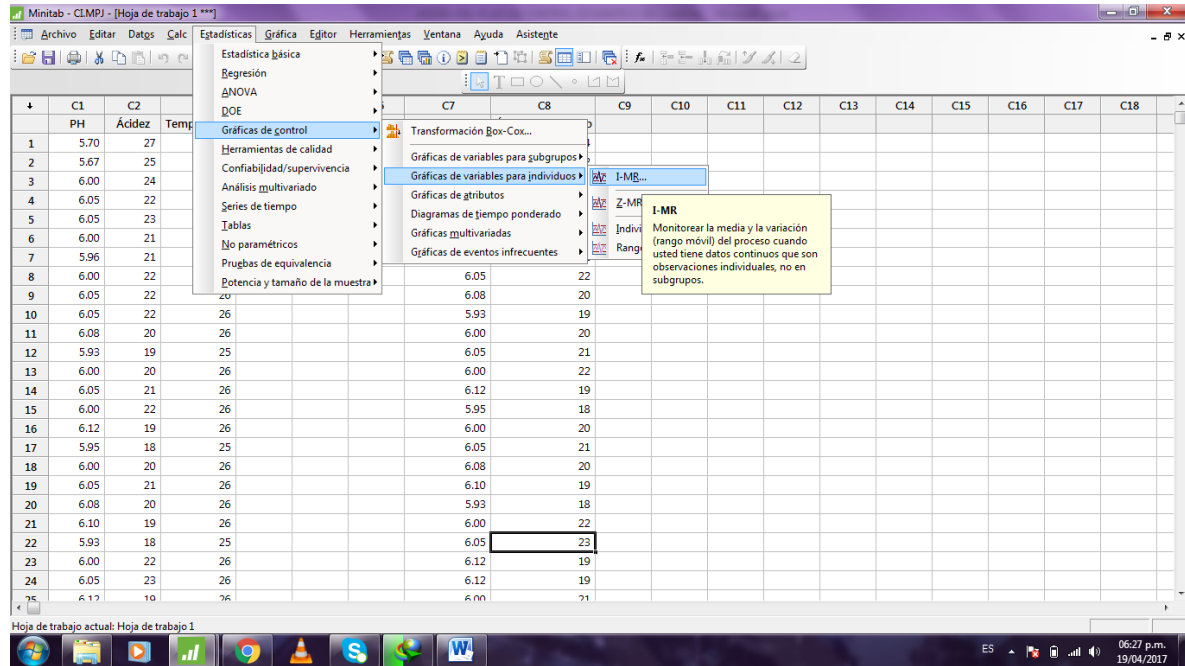 Minitab - CI.MPJ - [Hoja de trabajo 1 ***]
Archivo Editar Datos Calc Estadísticas Gráfica Editor Herramientas Ventana Ayuda Asistente
Estadística básica
Regresión
ANOVA
DOE
Gráficas de control
Herramientas de calidad
Confiabilidad/supervivencia
Análisis multivariado
Series de tiempo
Tablas
No paramétricos
Pruebas de equivalencia
Potencia y tamaño de la muestra
Transformación Box-Cox...
Gráficas de variables para subgrupos
Gráficas de variables para individuos
Gráficas de atributos
Diagramas de tiempo ponderado
Gráficas multivariadas
Gráficas de eventos infrecuentes
I-MR...
Z-MR
Indivi
Rang
I-MR
Monitorear la media y la variación
(rango móvil) del proceso cuando
usted tiene datos continuos que son
observaciones individuales, no en
subgrupos.
C1 C2 C7 C8 C9 C10 C11 C12 C13 C14 C15 C16 C17 C18
PH Ácidez Temp
1 5.70 27
2 5.67 25
3 6.00 24
4 6.05 22
5 6.05 23
6 6.00 21
7 5.96 21
8 6.00 22 6.05 22
9 6.05 22 26 6.08 20
10 6.05 22 26 5.93 19
11 6.08 20 26 6.00 20
12 5.93 19 25 6.05 21
13 6.00 20 26 6.00 22
14 6.05 21 26 6.12 19
15 6.00 22 26 5.95 18
16 6.12 19 26 6.00 20
17 5.95 18 25 6.05 21
18 6.00 20 26 6.08 20
19 6.05 21 26 6.10 19
20 6.08 20 26 5.93 18
21 6.10 19 26 6.00 22
22 5.93 18 25 6.05 23
23 6.00 22 26 6.12 19
24 6.05 23 26 6.12 19
25 6.12 19 26 6.00 21
Hoja de trabajo actual: Hoja de trabajo 1
ES 06:27 p.m.
19/04/2017